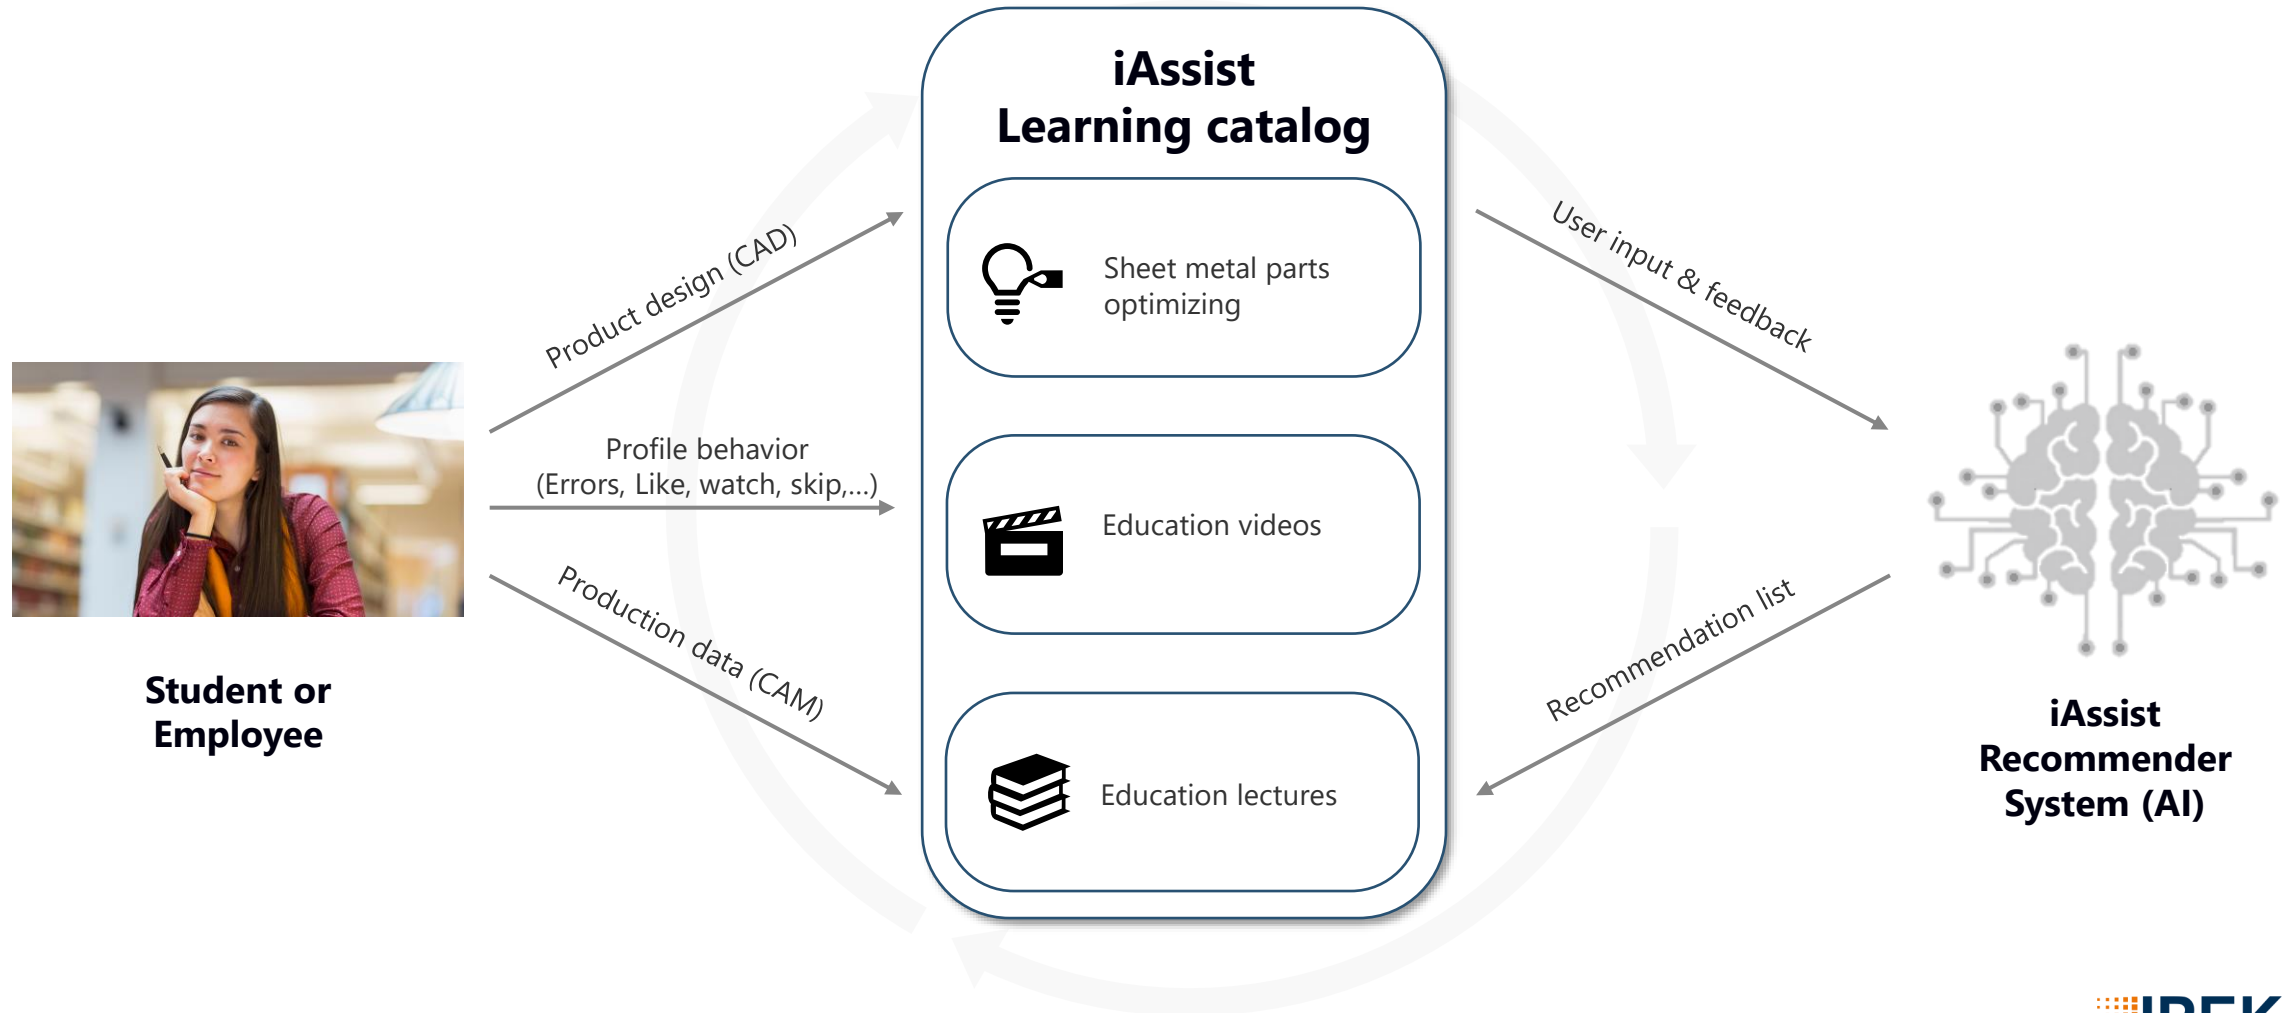 iAssist
Learning catalog
Product design (CAD)
Profile behavior
(Errors, Like, watch, skip,...)
Production data (CAM)
Student or
Employee
Sheet metal parts
optimizing
Education videos
Education lectures
User input & feedback
Recommendation list
iAssist
Recommender
System (AI)